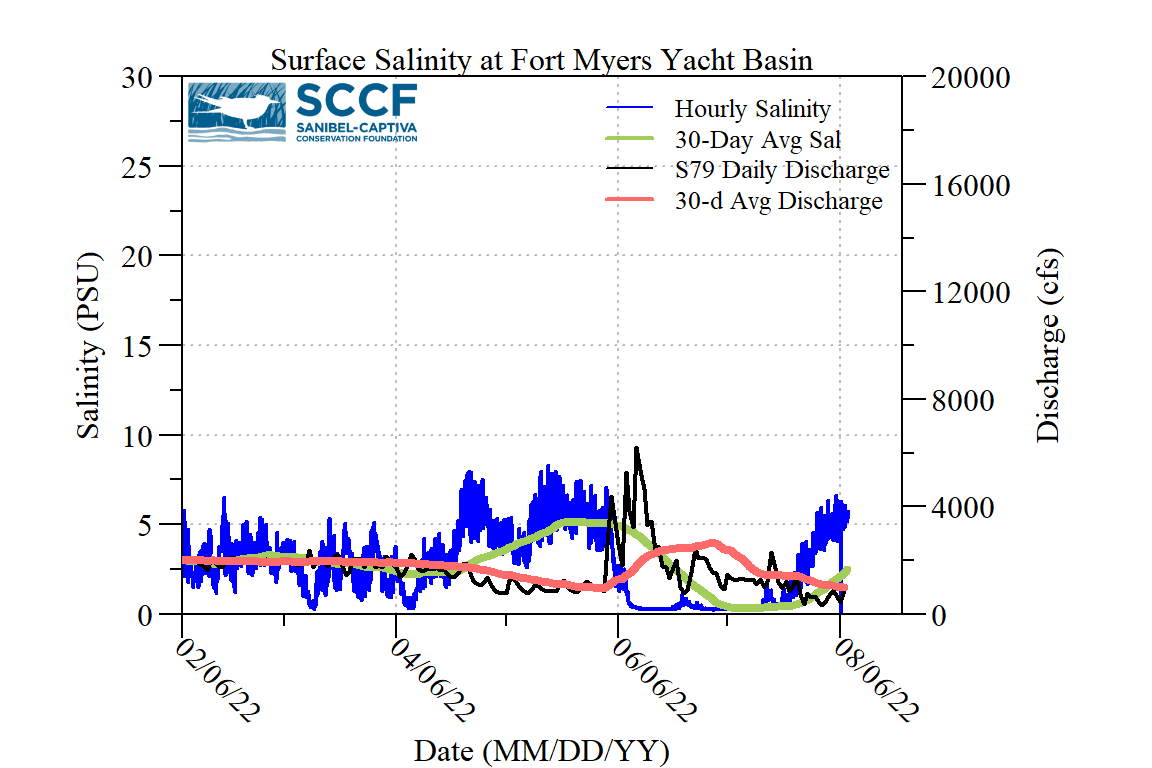 Surface Salinity at Fort Myers Yacht Basin
SCCF
SANIBEL-CAPTIVA
CONSERVATION FOUNDATION
Hourly Salinity
30-Day Avg Sal
S79 Daily Discharge
30-d Avg Discharge
Salinity (PSU)
30
25
20
15
10
5
0
20000
16000
12000
8000
4000
0
Discharge (cfs)
02/06/22
04/06/22
06/06/22
08/06/22
Date (MM/DD/YY)